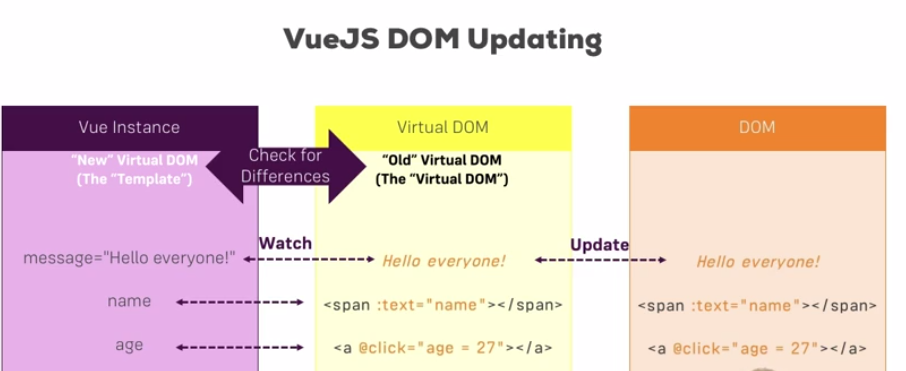 VueJS DOM Updating
Vue Instance
Virtual DOM
DOM
"New" Virtual DOM
(The "Template")
Check for
Differences
"Old" Virtual DOM
(The "Virtual DOM")
Watch
Update
message="Hello everyone!"
Hello everyone!
Hello everyone!
name
<span :text="name"></span>
<span :text="name"></span>
age
<a @click="age = 27"></a>
<a @click="age = 27"></a>